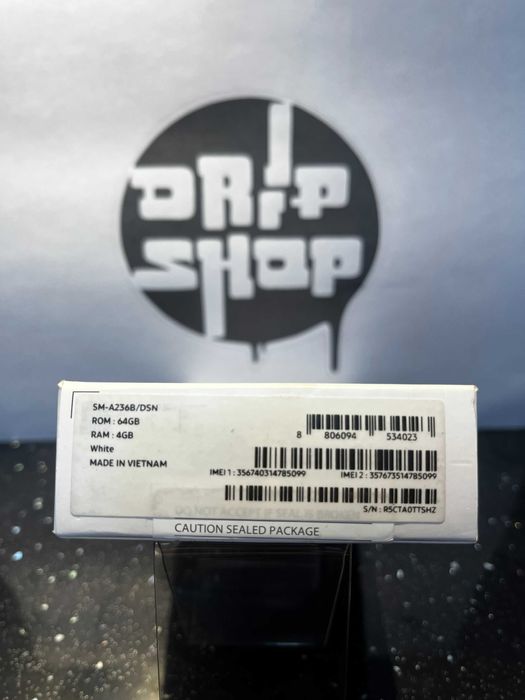 DRIP
SHOP
SM-A236B/DSN
ROM : 64GB
RAM : 4GB
White
MADE IN VIETNAM
8 806094 534023
IMEI 1 : 356740314785099 IMEI 2 : 357673514785099
S/N : R5CTA0TTSHZ
DO NOT ACCEPT IF SEAL IS BROKEN
CAUTION SEALED PACKAGE